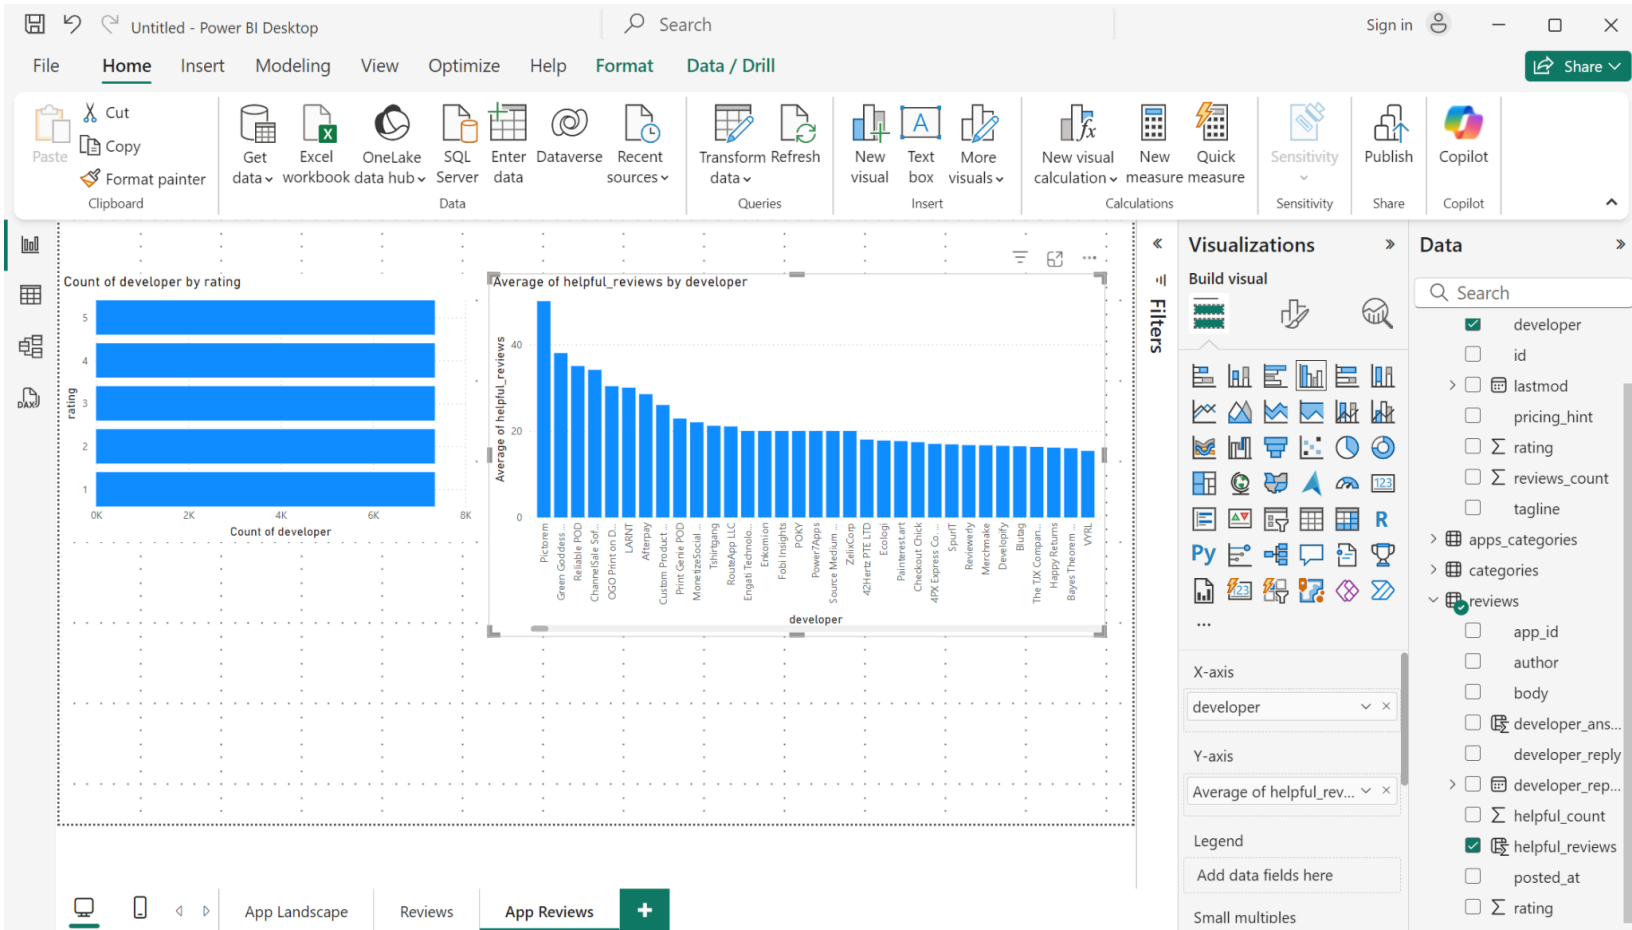 Untitled - Power BI Desktop
Search
Sign in
File Home Insert Modeling View Optimize Help Format Data / Drill
Share
Paste
Cut
Copy
Format painter
Clipboard
Get data
Excel workbook
OneLake data hub
SQL Server
Enter data
Dataverse
Recent sources
Data
Transform data
Refresh
Queries
New visual
A
Text box
More visuals
Insert
New visual calculation
New measure
Quick measure
Calculations
Sensitivity
Sensitivity
Publish
Share
Copilot
Copilot
DAX
Count of developer by rating
rating
5
4
3
2
1
0K 2K 4K 6K 8K
Count of developer
Average of helpful_reviews by developer
Average of helpful_reviews
40
20
0
Pictorem
Green Goddess ...
Reliable POD
ChannelSale Sof...
OGO Print on D...
LARNT
Afterpay
Custom Product ...
Print Genie POD
MonetizeSocial ...
Tshirtgang
RouteApp LLC
Engati Technolo...
Enkomion
Fobi Insights
POKY
Power7Apps
Source Medium ...
ZelixCorp
42Hertz PTE LTD
Ecologi
Painterest.art
Checkout Chick
4PX Express Co. ...
SpurIT
Reviewerfly
Merchmake
Developify
Blutag
The TJX Compan...
Happy Returns
Bayes Theorem ...
VYRL
developer
Filters
Visualizations
Build visual
123
R
Py
123
...
X-axis
developer
Y-axis
Average of helpful_rev...
Legend
Add data fields here
Small multiples
Data
Search
developer
id
lastmod
pricing_hint
rating
reviews_count
tagline
apps_categories
categories
reviews
app_id
author
body
developer_ans...
developer_reply
developer_rep...
helpful_count
helpful_reviews
posted_at
rating
App Landscape
Reviews
App Reviews
+